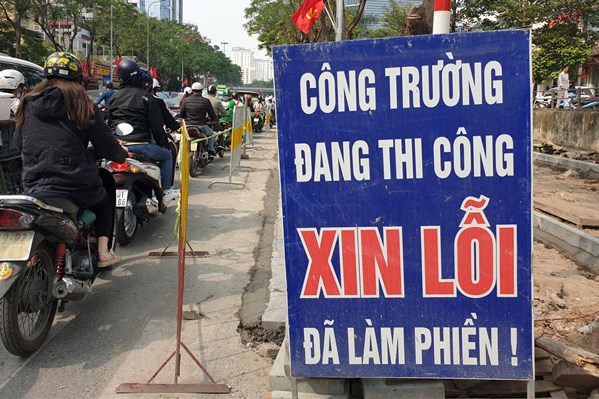 CÔNG TRƯỜNG
ĐANG THI CÔNG
XIN LỖI
ĐÃ LÀM PHIỀN !